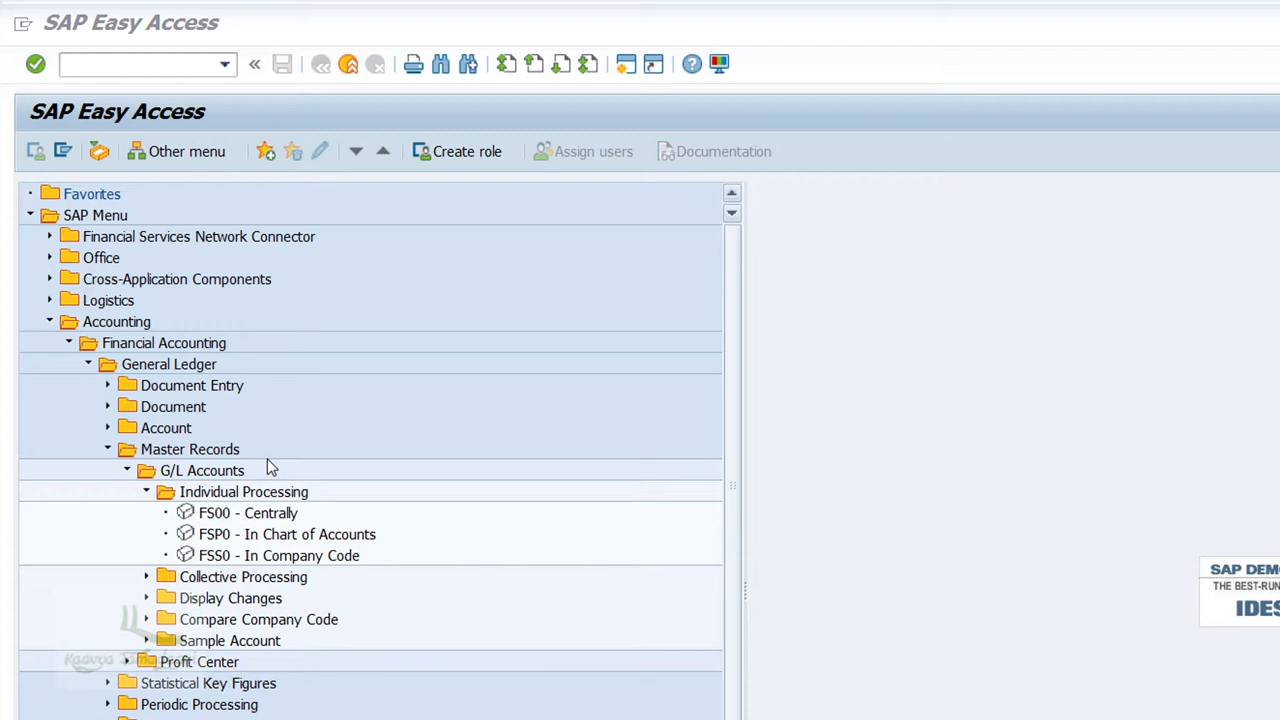 SAP Easy Access
SAP Easy Access
Other menu
Create role
Assign users
Documentation
Favorites
SAP Menu
Financial Services Network Connector
Office
Cross-Application Components
Logistics
Accounting
Financial Accounting
General Ledger
Document Entry
Document
Account
Master Records
G/L Accounts
Individual Processing
FS00 - Centrally
FSP0 - In Chart of Accounts
FSS0 - In Company Code
Collective Processing
Display Changes
Compare Company Code
Sample Account
Profit Center
Statistical Key Figures
Periodic Processing
SAP DEM
THE BEST-RUN
IDES